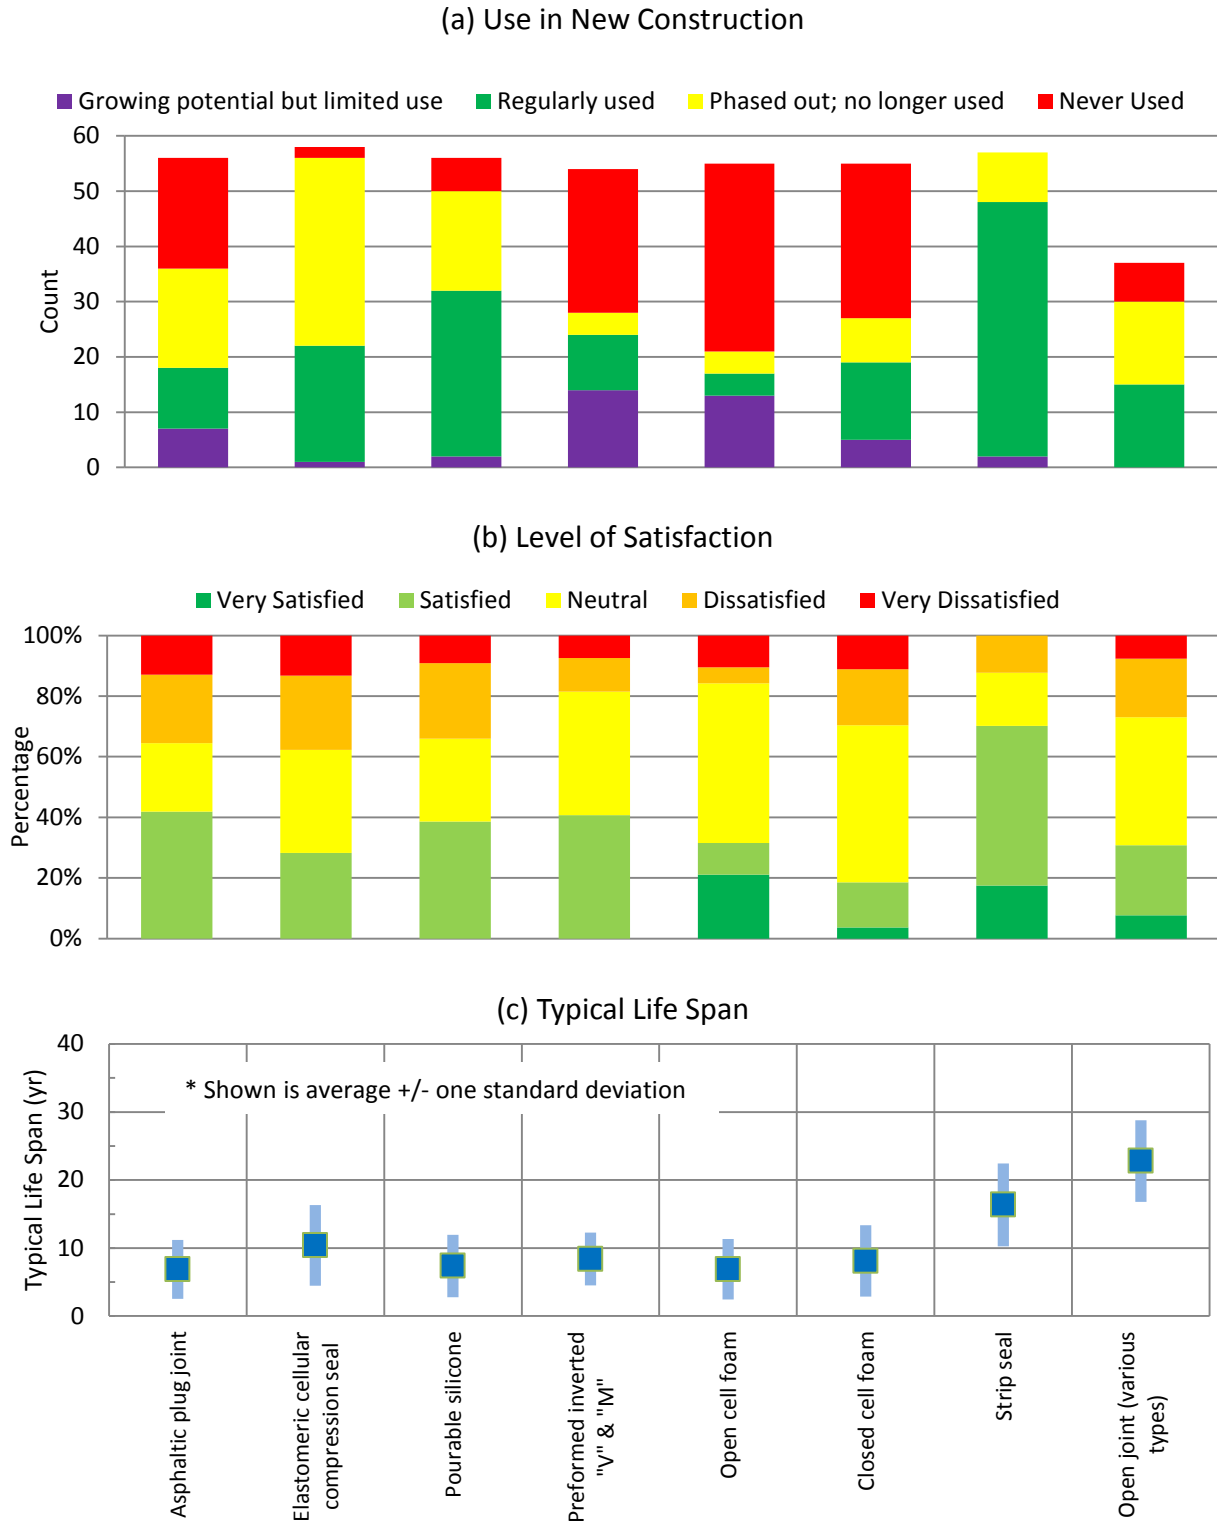 (a) Use in New Construction
Growing potential but limited use Regularly used Phased out; no longer used Never Used
60
50
40
30
20
10
0
Count
(b) Level of Satisfaction
Very Satisfied Satisfied Neutral Dissatisfied Very Dissatisfied
100%
80%
60%
40%
20%
0%
Percentage
(c) Typical Life Span
40
30
20
10
0
Typical Life Span (yr)
* Shown is average +/- one standard deviation
Asphaltic plug joint
Elastomeric cellular
compression seal
Pourable silicone
Preformed inverted
"V" & "M"
Open cell foam
Closed cell foam
Strip seal
Open joint (various
types)